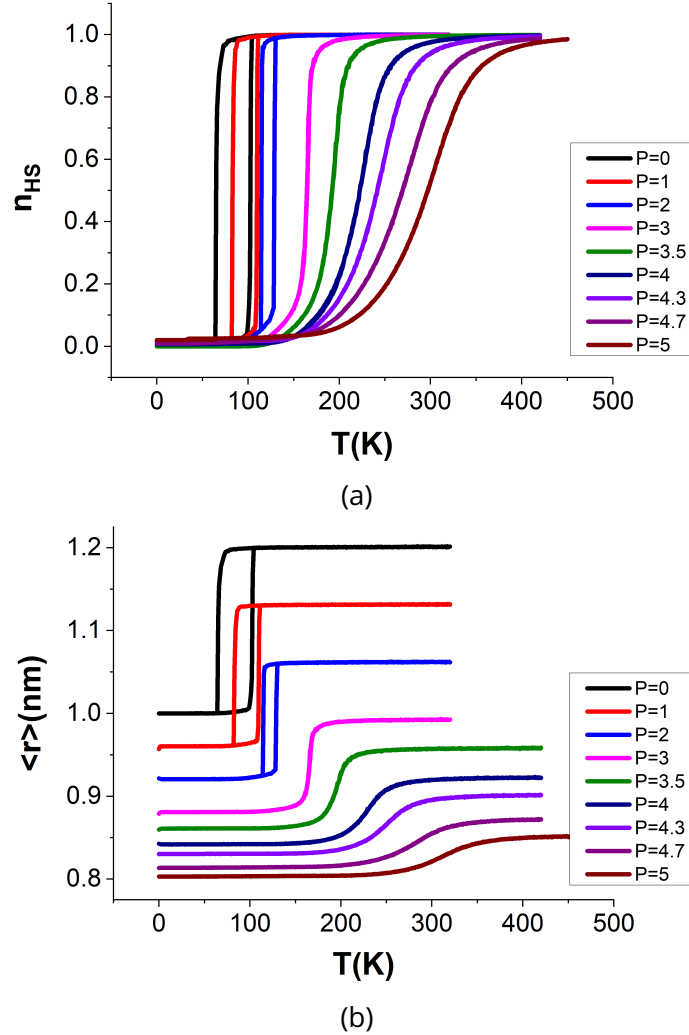 1.0
0.8
0.6
0.4
0.2
0.0
n_HS
P=0
P=1
P=2
P=3
P=3.5
P=4
P=4.3
P=4.7
P=5
0 100 200 300 400 500
T(K)
(a)
1.2
1.1
1.0
0.9
0.8
<r>(nm)
P=0
P=1
P=2
P=3
P=3.5
P=4
P=4.3
P=4.7
P=5
0 100 200 300 400 500
T(K)
(b)